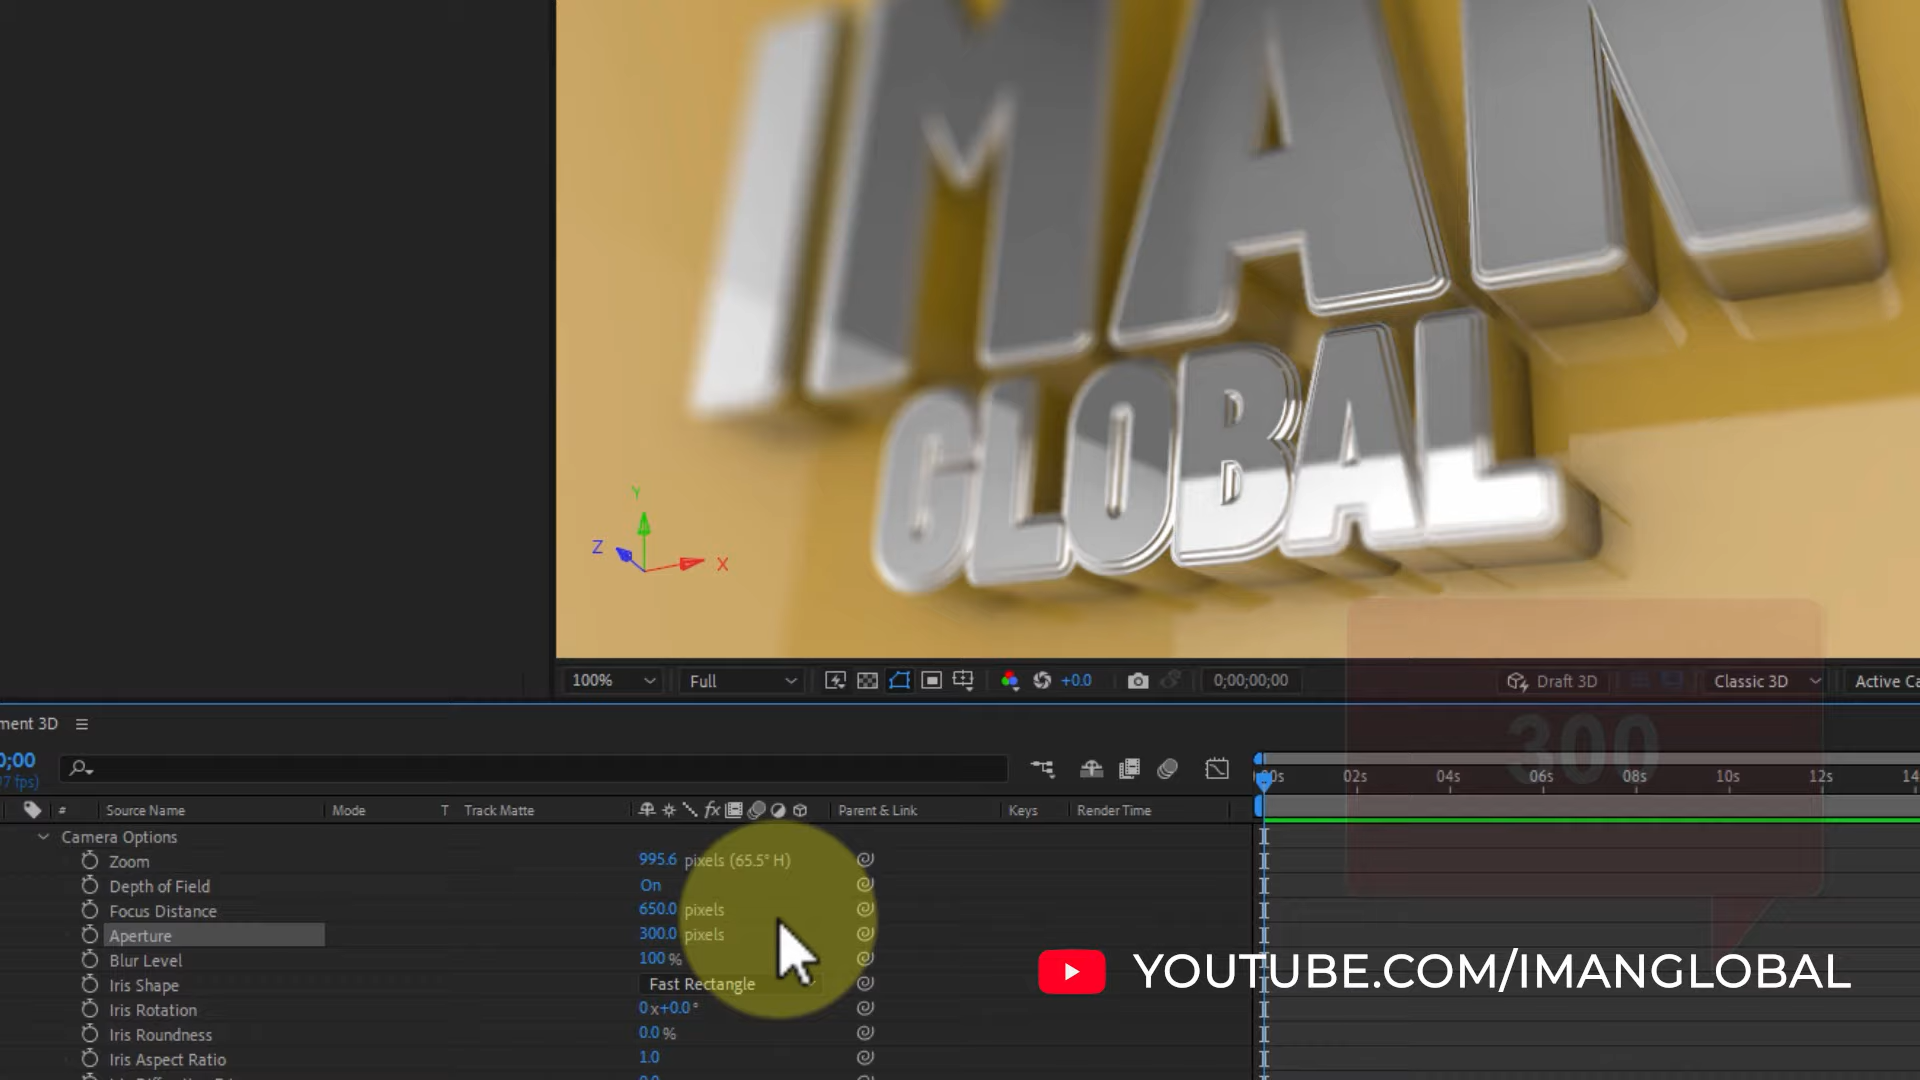 IMAN
GLOBAL
Y
Z
X
100%
Full
+0.0
0;00;00;00
Draft 3D
Classic 3D
Active Ca
ment 3D
0;00
7 fps)
300
00s 02s 04s 06s 08s 10s 12s 14
# Source Name Mode T Track Matte fx Parent & Link Keys Render Time
Camera Options
Zoom 995.6 pixels (65.5° H)
Depth of Field On
Focus Distance 650.0 pixels
Aperture 300.0 pixels
Blur Level 100 %
Iris Shape Fast Rectangle
Iris Rotation 0 x+0.0 °
Iris Roundness 0.0 %
Iris Aspect Ratio 1.0
YOUTUBE.COM/IMANGLOBAL